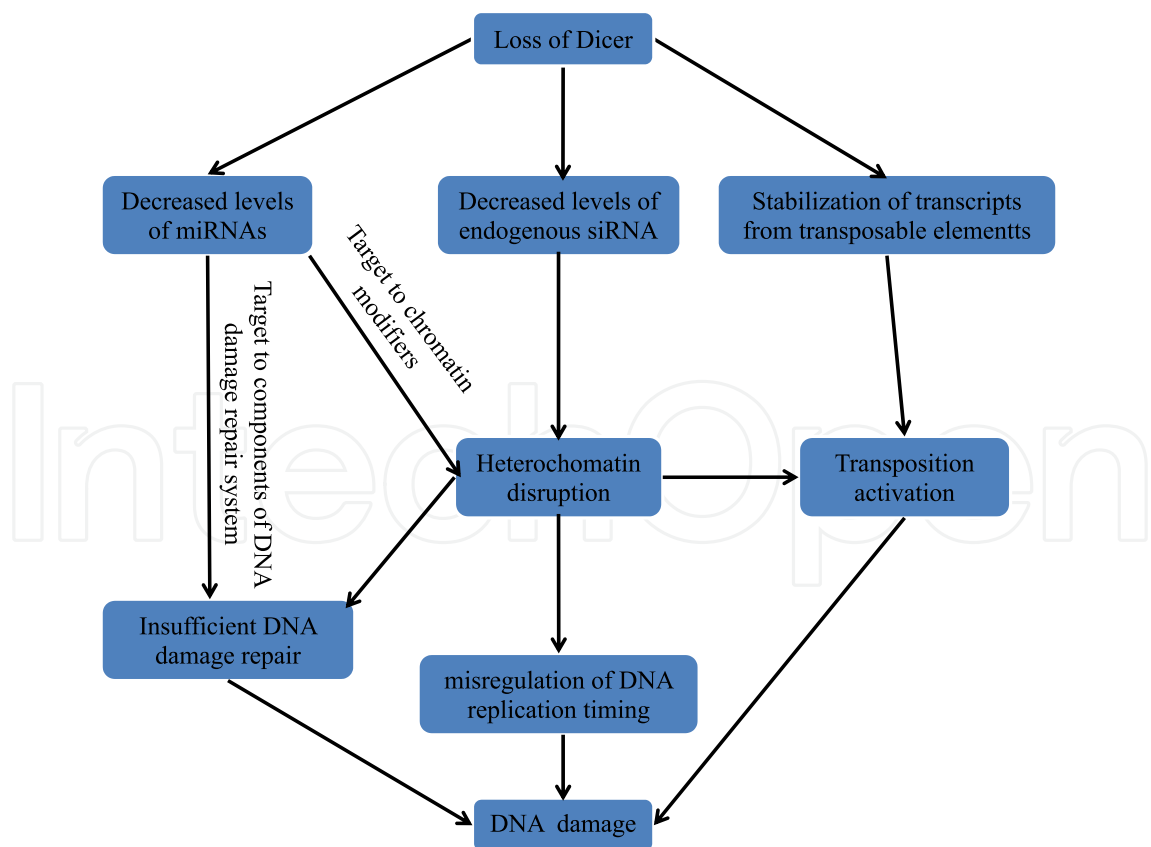 Loss of Dicer
Decreased levels
of miRNAs
Decreased levels of
endogenous siRNA
Stabilization of transcripts
from transposable elementts
Target to chromatin
modifiers
Target to components of DNA
damage repair system
Heterochomatin
disruption
Transposition
activation
Insufficient DNA
damage repair
misregulation of DNA
replication timing
DNA damage
IntechOpen